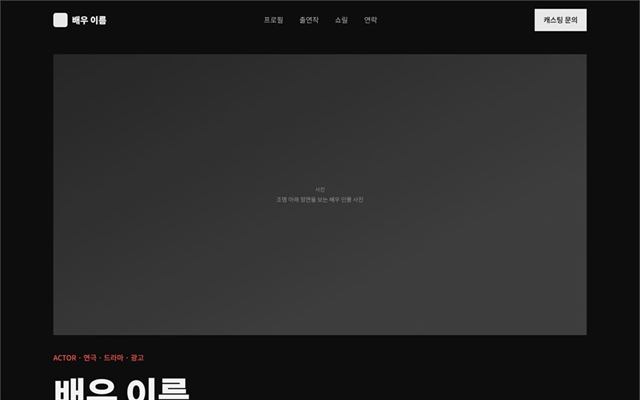 배우 이름
프로필
출연작
쇼릴
연락
캐스팅 문의
사진
조명 아래 정면을 보는 배우 인물 사진
ACTOR · 연극 · 드라마 · 광고
배우 이름